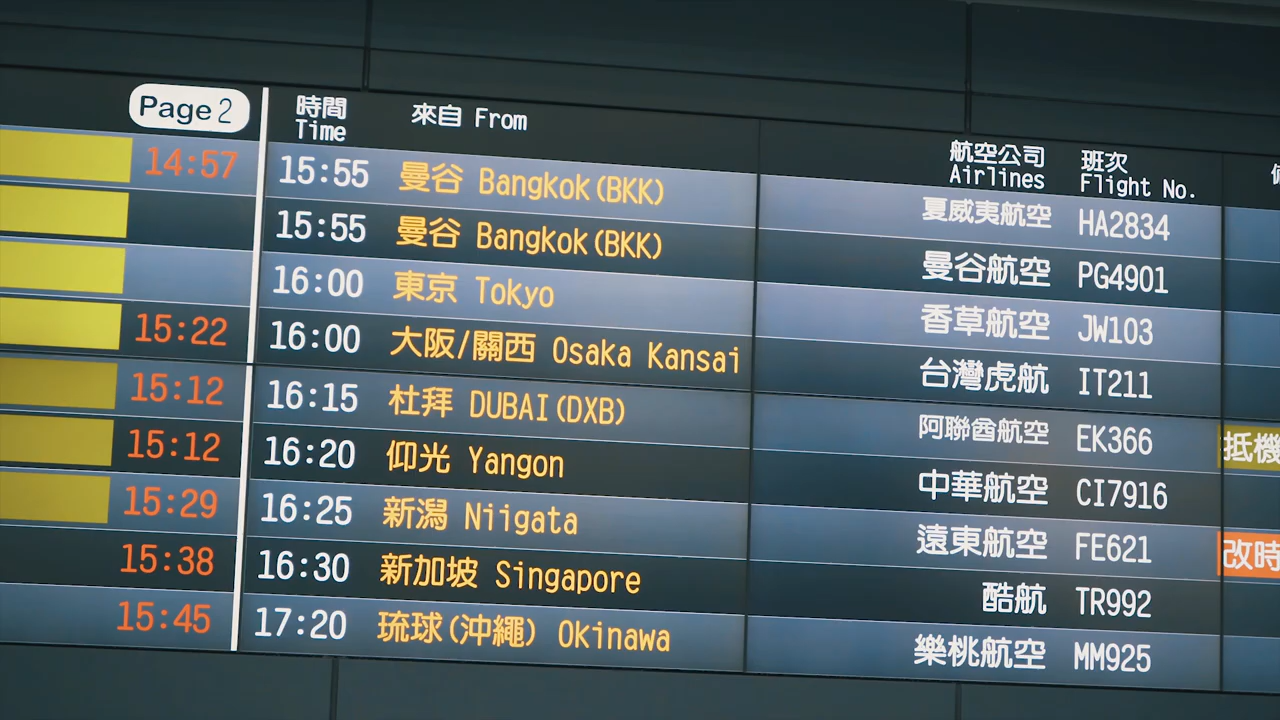 Page 2
時間 來自 From 航空公司 班次
Time Airlines Flight No.
14:57 15:55 曼谷 Bangkok(BKK) 夏威夷航空 HA2834
15:55 曼谷 Bangkok(BKK) 曼谷航空 PG4901
16:00 東京 Tokyo 香草航空 JW103
15:22 16:00 大阪/關西 Osaka Kansai 台灣虎航 IT211
15:12 16:15 杜拜 DUBAI(DXB) 阿聯酋航空 EK366 抵機
15:12 16:20 仰光 Yangon 中華航空 CI7916
15:29 16:25 新潟 Niigata 遠東航空 FE621 改時
15:38 16:30 新加坡 Singapore 酷航 TR992
15:45 17:20 琉球(沖繩) Okinawa 樂桃航空 MM925